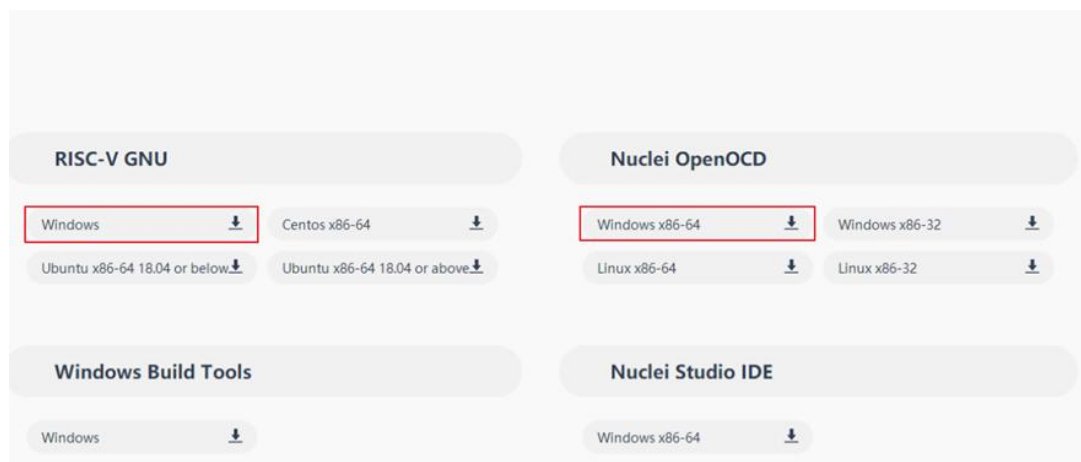 RISC-V GNU
Nuclei OpenOCD
Windows
Centos x86-64
Windows x86-64
Windows x86-32
Ubuntu x86-64 18.04 or below
Ubuntu x86-64 18.04 or above
Linux x86-64
Linux x86-32
Windows Build Tools
Nuclei Studio IDE
Windows
Windows x86-64